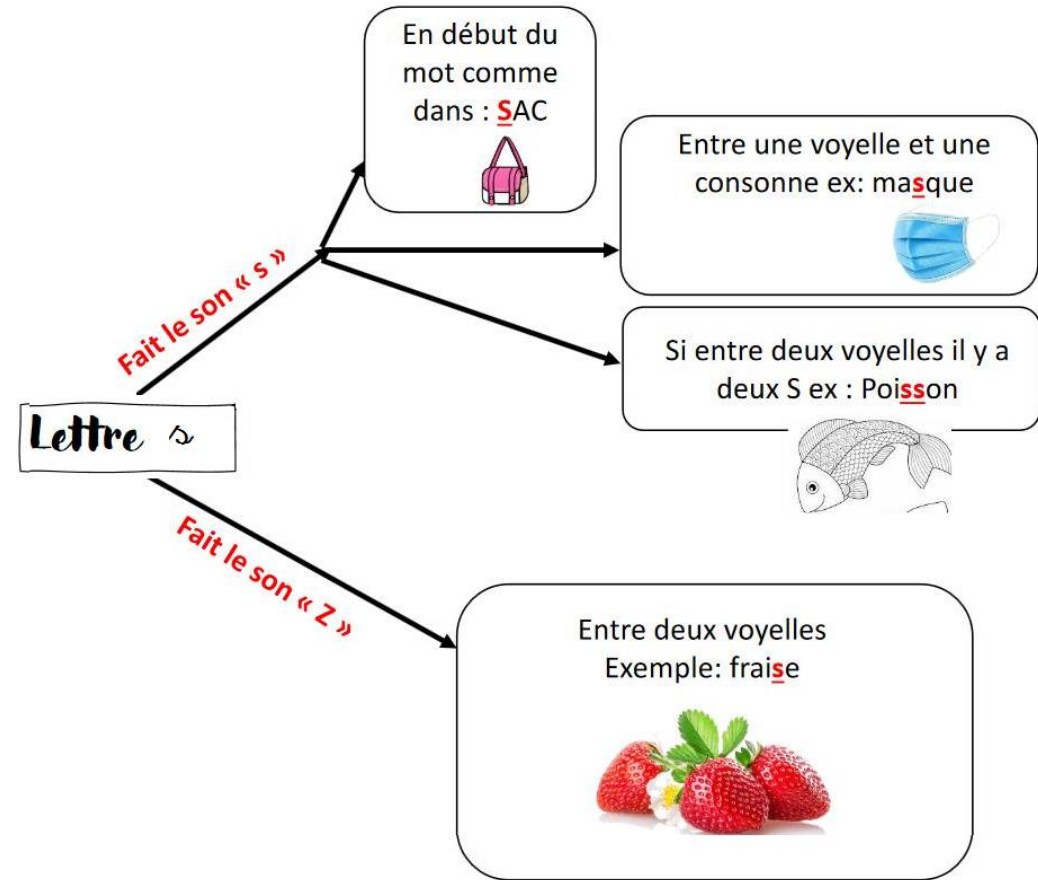 En début du
mot comme
dans : SAC
Entre une voyelle et une
consonne ex: masque
Fait le son « s »
Si entre deux voyelles il y a
deux S ex : Poisson
Lettre s
Fait le son « Z »
Entre deux voyelles
Exemple: fraise